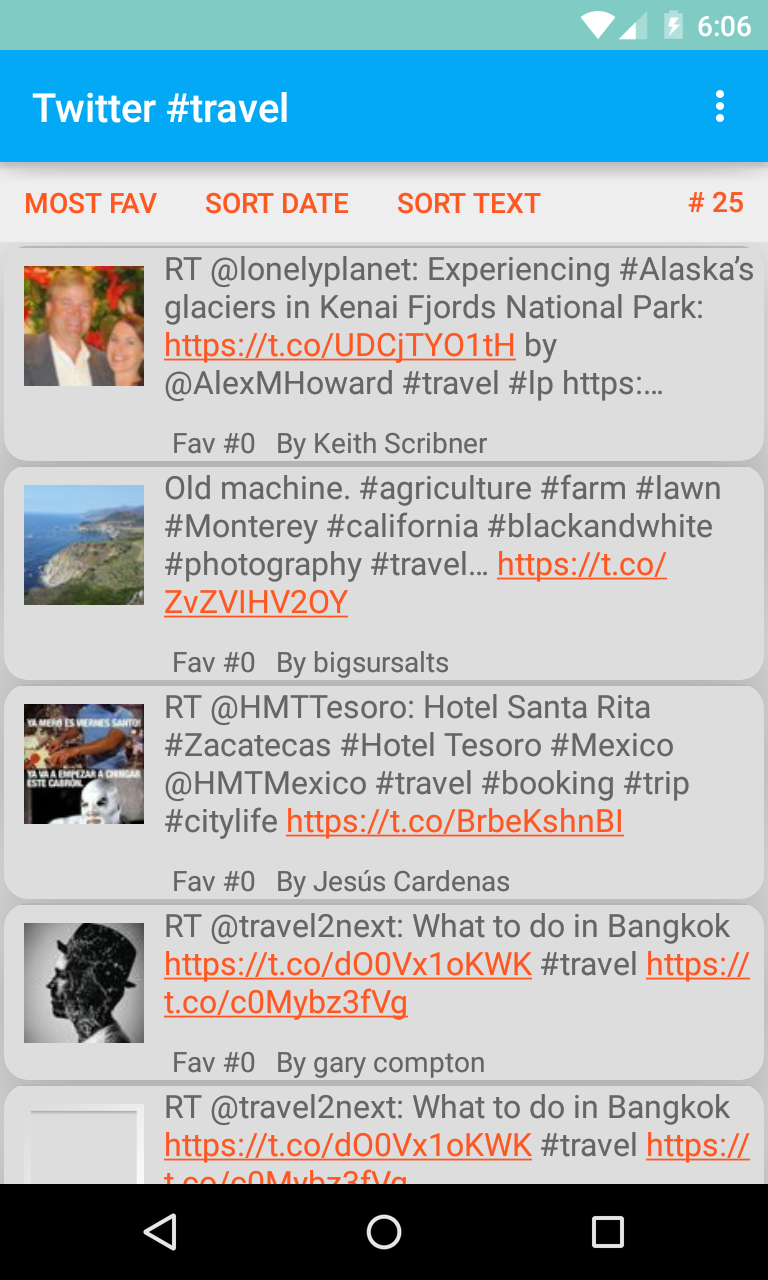 6:06
Twitter #travel
MOST FAV SORT DATE SORT TEXT # 25
RT @lonelyplanet: Experiencing #Alaska’s
glaciers in Kenai Fjords National Park:
https://t.co/UDCjTYO1tH by
@AlexMHoward #travel #lp https:…
Fav #0 By Keith Scribner
Old machine. #agriculture #farm #lawn
#Monterey #california #blackandwhite
#photography #travel… https://t.co/
ZvZVIHV2OY
Fav #0 By bigsursalts
YA MERO ES VIERNES SANTO!
YA VA A EMPEZAR A CHINGAR
ESTE CABRÓN.
RT @HMTTesoro: Hotel Santa Rita
#Zacatecas #Hotel Tesoro #Mexico
@HMTMexico #travel #booking #trip
#citylife https://t.co/BrbeKshnBI
Fav #0 By Jesús Cardenas
RT @travel2next: What to do in Bangkok
https://t.co/dO0Vx1oKWK #travel https://
t.co/c0Mybz3fVg
Fav #0 By gary compton
RT @travel2next: What to do in Bangkok
https://t.co/dO0Vx1oKWK #travel https://
t.co/c0Mybz3fVg